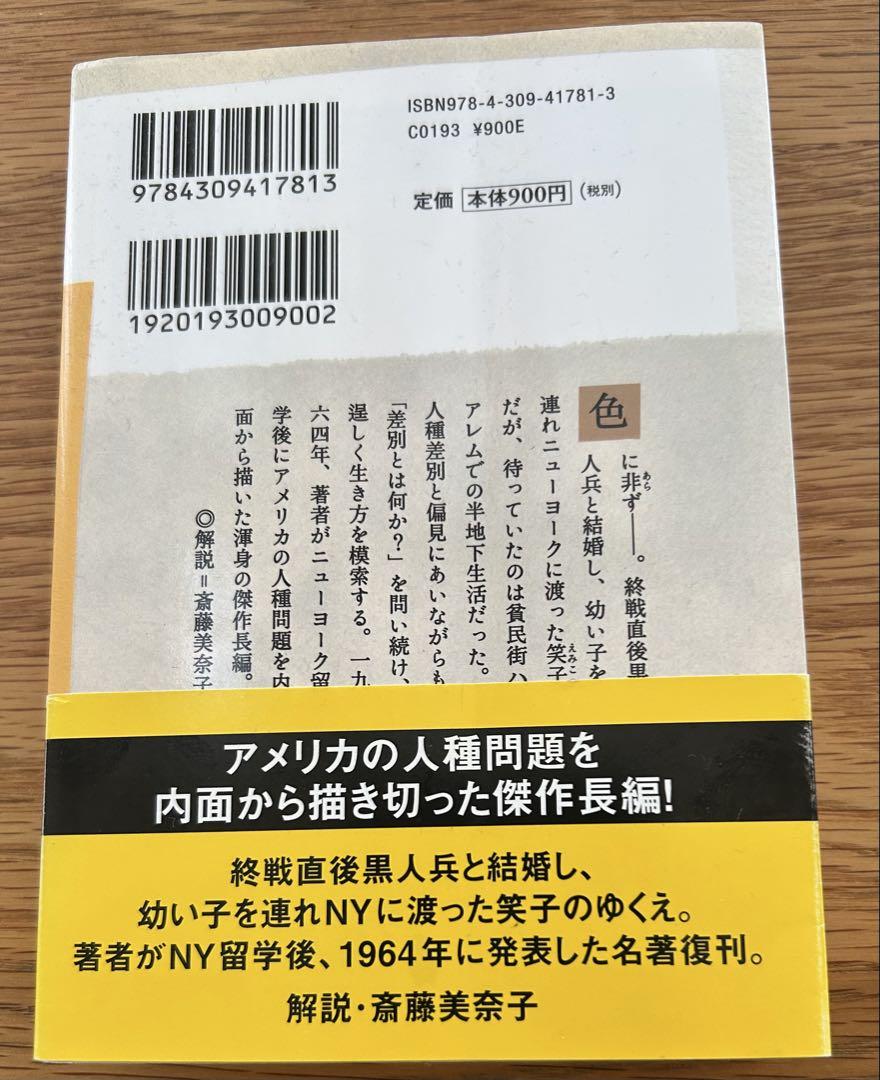 ISBN978-4-309-41781-3
C0193 ¥900E
9784309417813
定価 本体900円 (税別)
1920193009002
色に非ず――。終戦直後黒
あら
人兵と結婚し、幼い子を
連れニューヨークに渡った笑子
えみこ
だが、待っていたのは貧民街ハ
アレムでの半地下生活だった。
人種差別と偏見にあいながらも
「差別とは何か?」を問い続け、
逞しく生き方を模索する。一九
六四年、著者がニューヨーク留
学後にアメリカの人種問題を内
面から描いた渾身の傑作長編。
◎解説=斎藤美奈子
アメリカの人種問題を
内面から描き切った傑作長編!
終戦直後黒人兵と結婚し、
幼い子を連れNYに渡った笑子のゆくえ。
著者がNY留学後、1964年に発表した名著復刊。
解説・斎藤美奈子